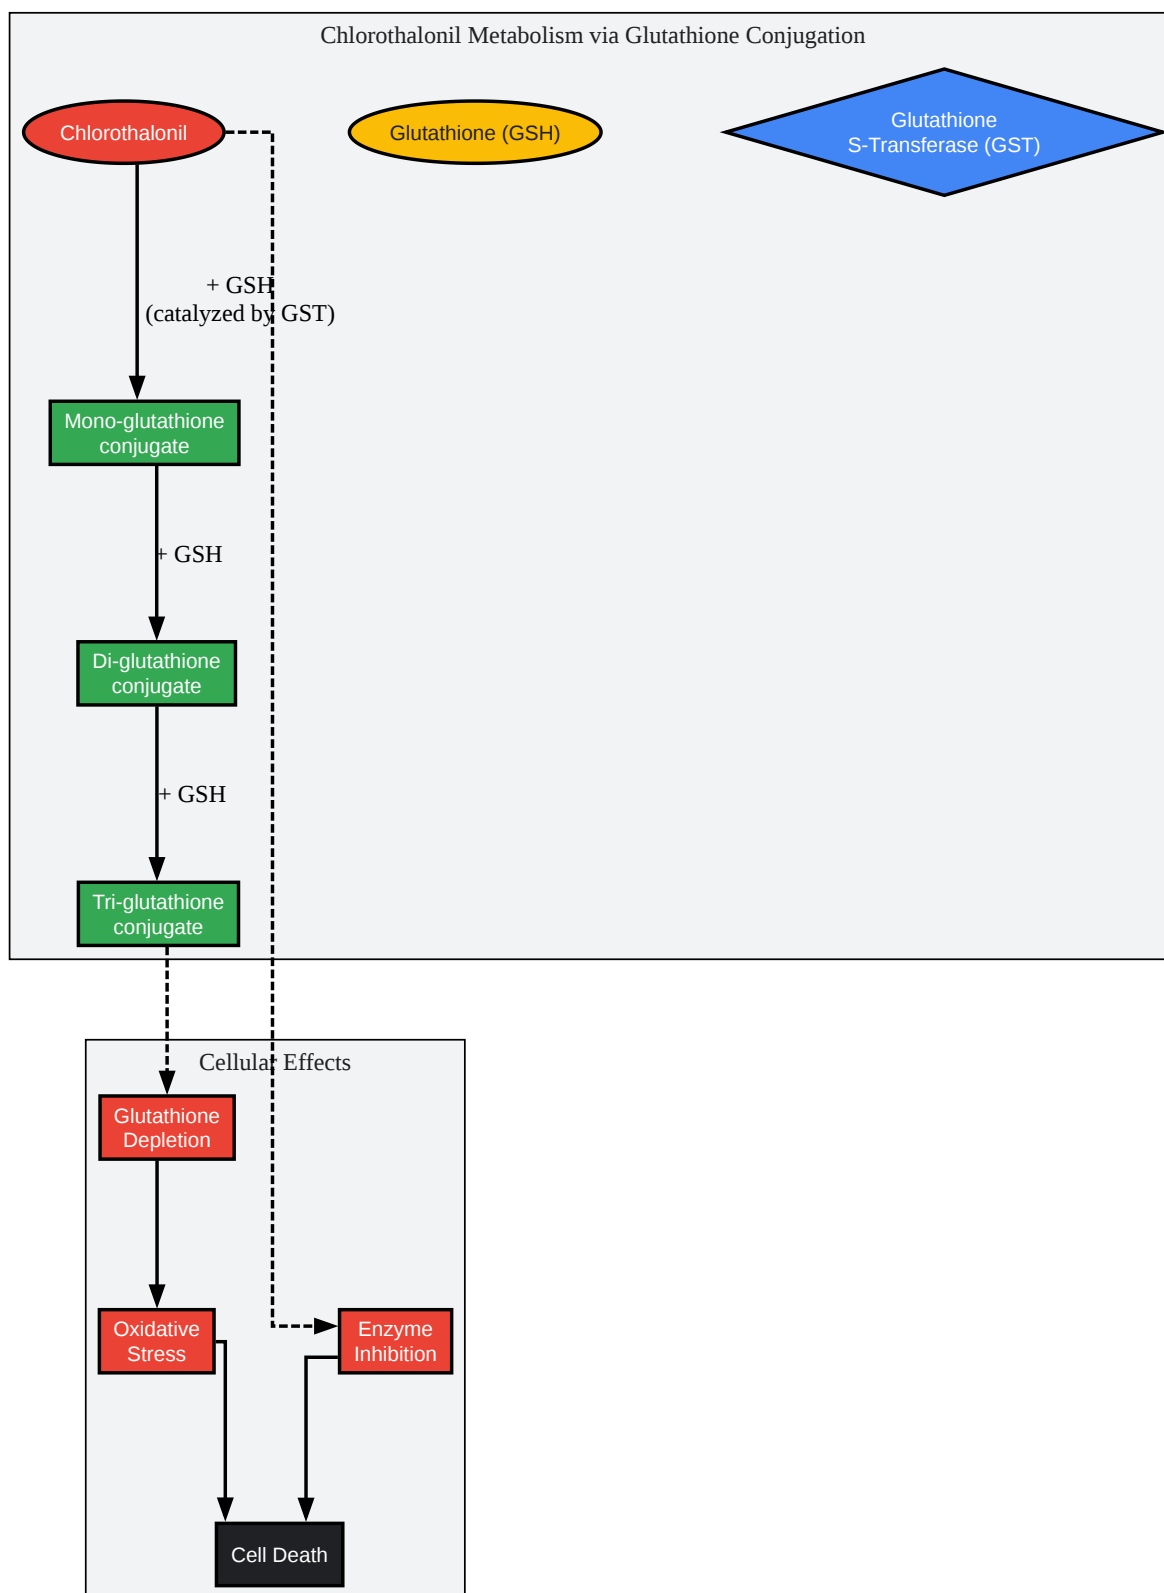 Chlorothalonil Metabolism via Glutathione Conjugation
Chlorothalonil
Glutathione (GSH)
Glutathione
S-Transferase (GST)
+ GSH
(catalyzed by GST)
Mono-glutathione
conjugate
+ GSH
Di-glutathione
conjugate
+ GSH
Tri-glutathione
conjugate
Cellular Effects
Glutathione
Depletion
Oxidative
Stress
Enzyme
Inhibition
Cell Death